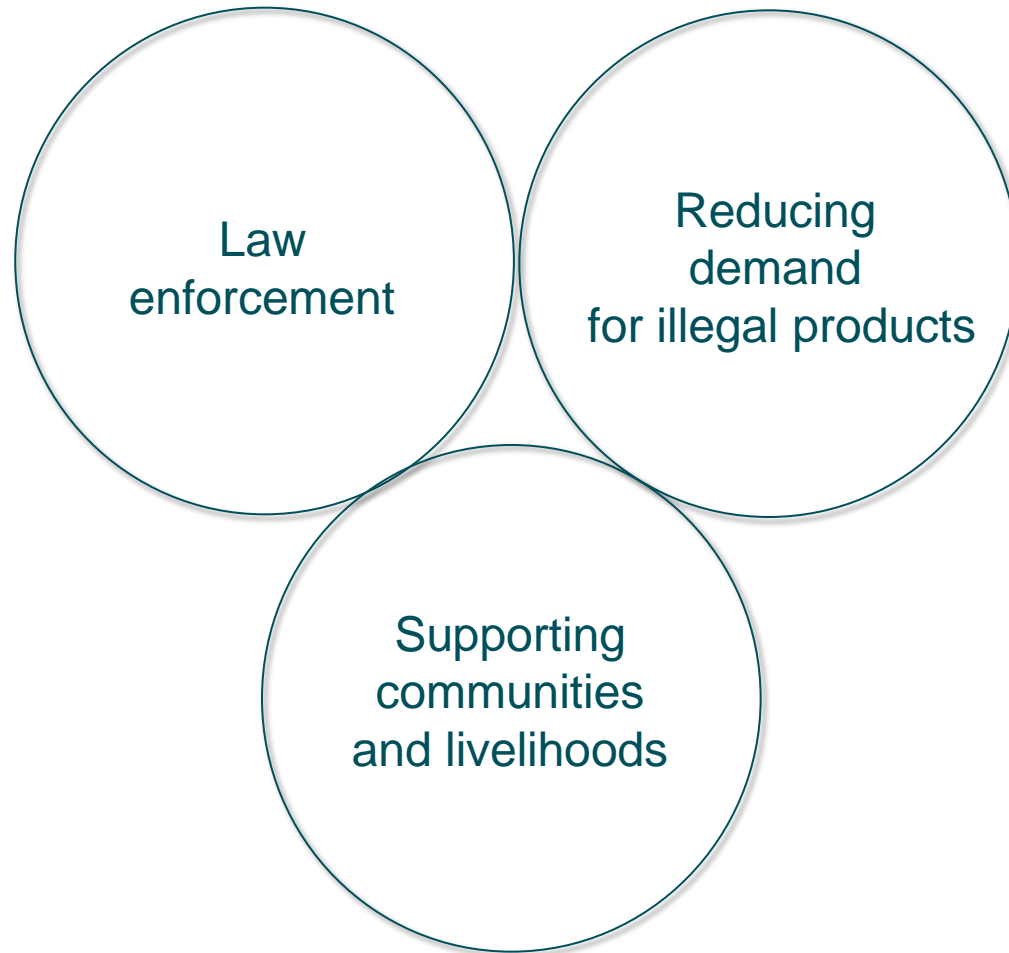 Law
enforcement
Reducing
demand
for illegal products
Supporting
communities
and livelihoods